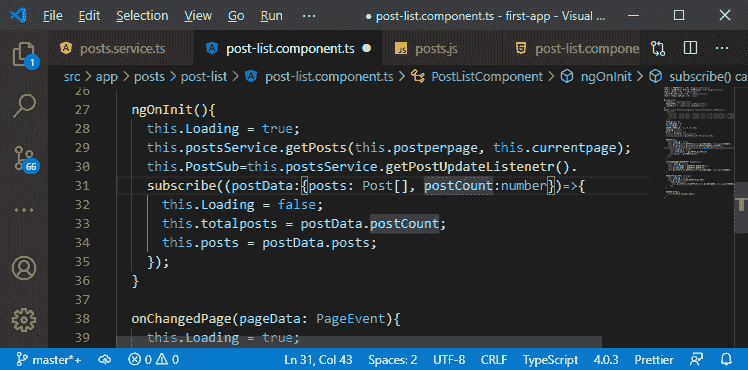 File Edit Selection View Go Run ··· ● post-list.component.ts - first-app - Visual ...
posts.service.ts post-list.component.ts ● posts.js post-list.compone
src > app > posts > post-list > post-list.component.ts > PostListComponent > ngOnInit > subscribe() ca
26
27 ngOnInit(){
28 this.Loading = true;
29 this.postsService.getPosts(this.postperpage, this.currentpage);
30 this.PostSub=this.postsService.getPostUpdateListenetr().
31 subscribe((postData:{posts: Post[], postCount:number})=>{
32 this.Loading = false;
33 this.totalposts = postData.postCount;
34 this.posts = postData.posts;
35 });
36 }
37
38 onChangedPage(pageData: PageEvent){
39 this.Loading = true;
1
66
master*+ 0 0 Ln 31, Col 43 Spaces: 2 UTF-8 CRLF TypeScript 4.0.3 Prettier